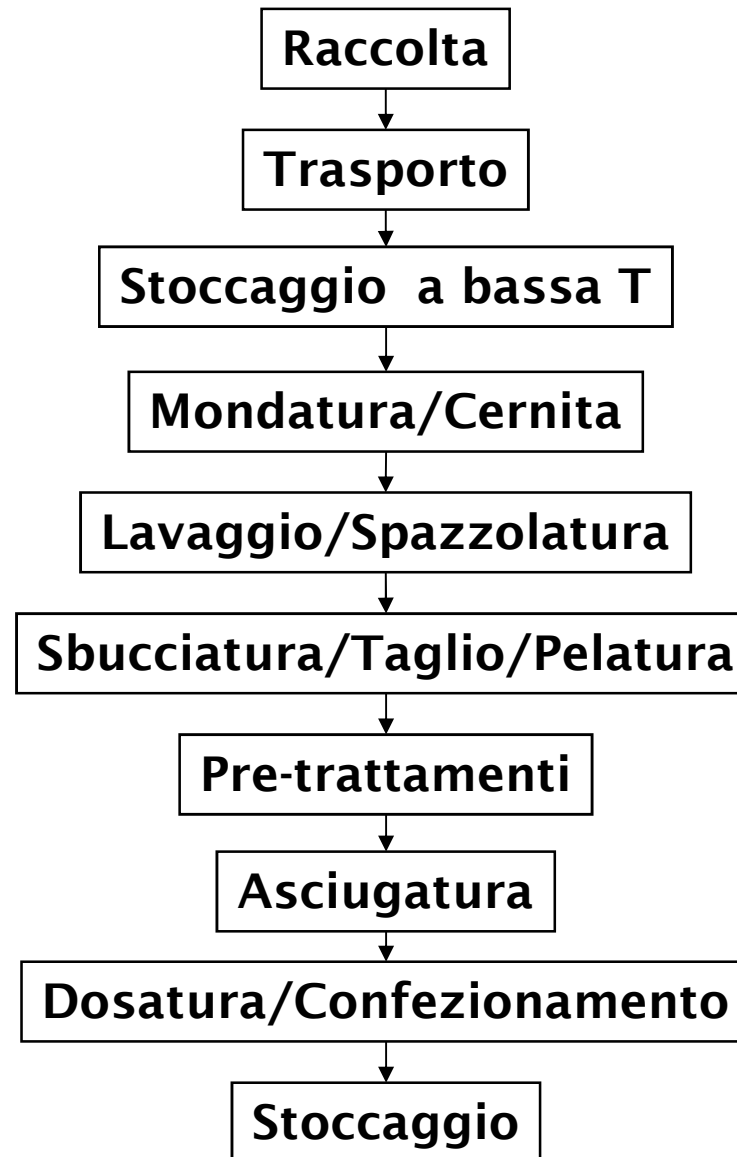 Raccolta
Trasporto
Stoccaggio a bassa T
Mondatura/Cernita
Lavaggio/Spazzolatura
Sbucciatura/Taglio/Pelatura
Pre-trattamenti
Asciugatura
Dosatura/Confezionamento
Stoccaggio